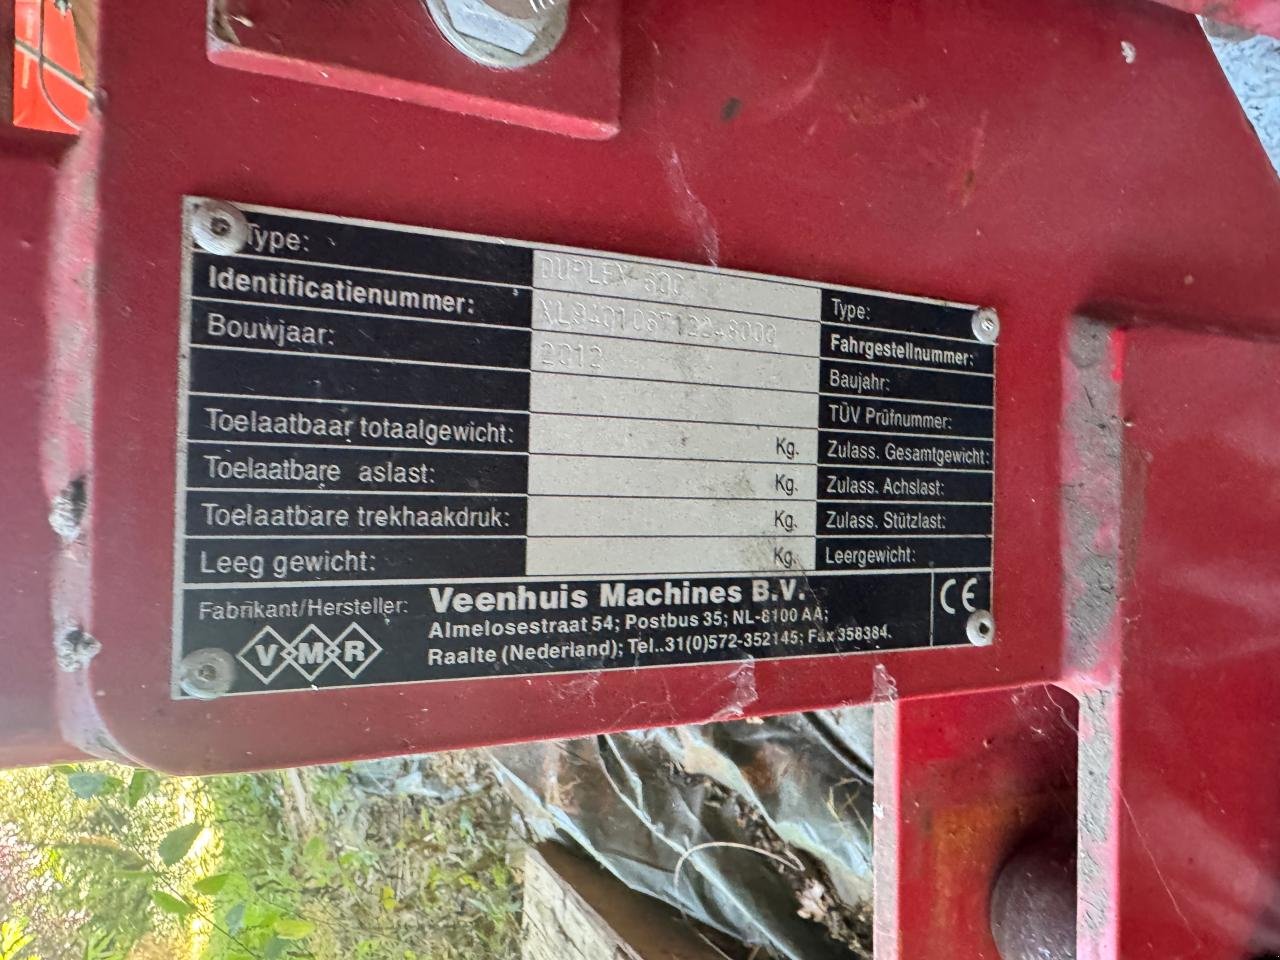 Type: DUPLEX 600 Type:
Identificatienummer: Fahrgestellnummer:
Bouwjaar: 2012 Baujahr:
TÜV Prüfnummer:
Toelaatbaar totaalgewicht: Kg. Zulass. Gesamtgewicht:
Toelaatbare aslast: Kg. Zulass. Achslast:
Toelaatbare trekhaakdruk: Kg. Zulass. Stützlast:
Leeg gewicht: Kg. Leergewicht:
Fabrikant/Hersteller: Veenhuis Machines B.V. CE
VMR Almelosestraat 54; Postbus 35; NL-8100 AA;
Raalte (Nederland); Tel..31(0)572-352145; Fax 358384.